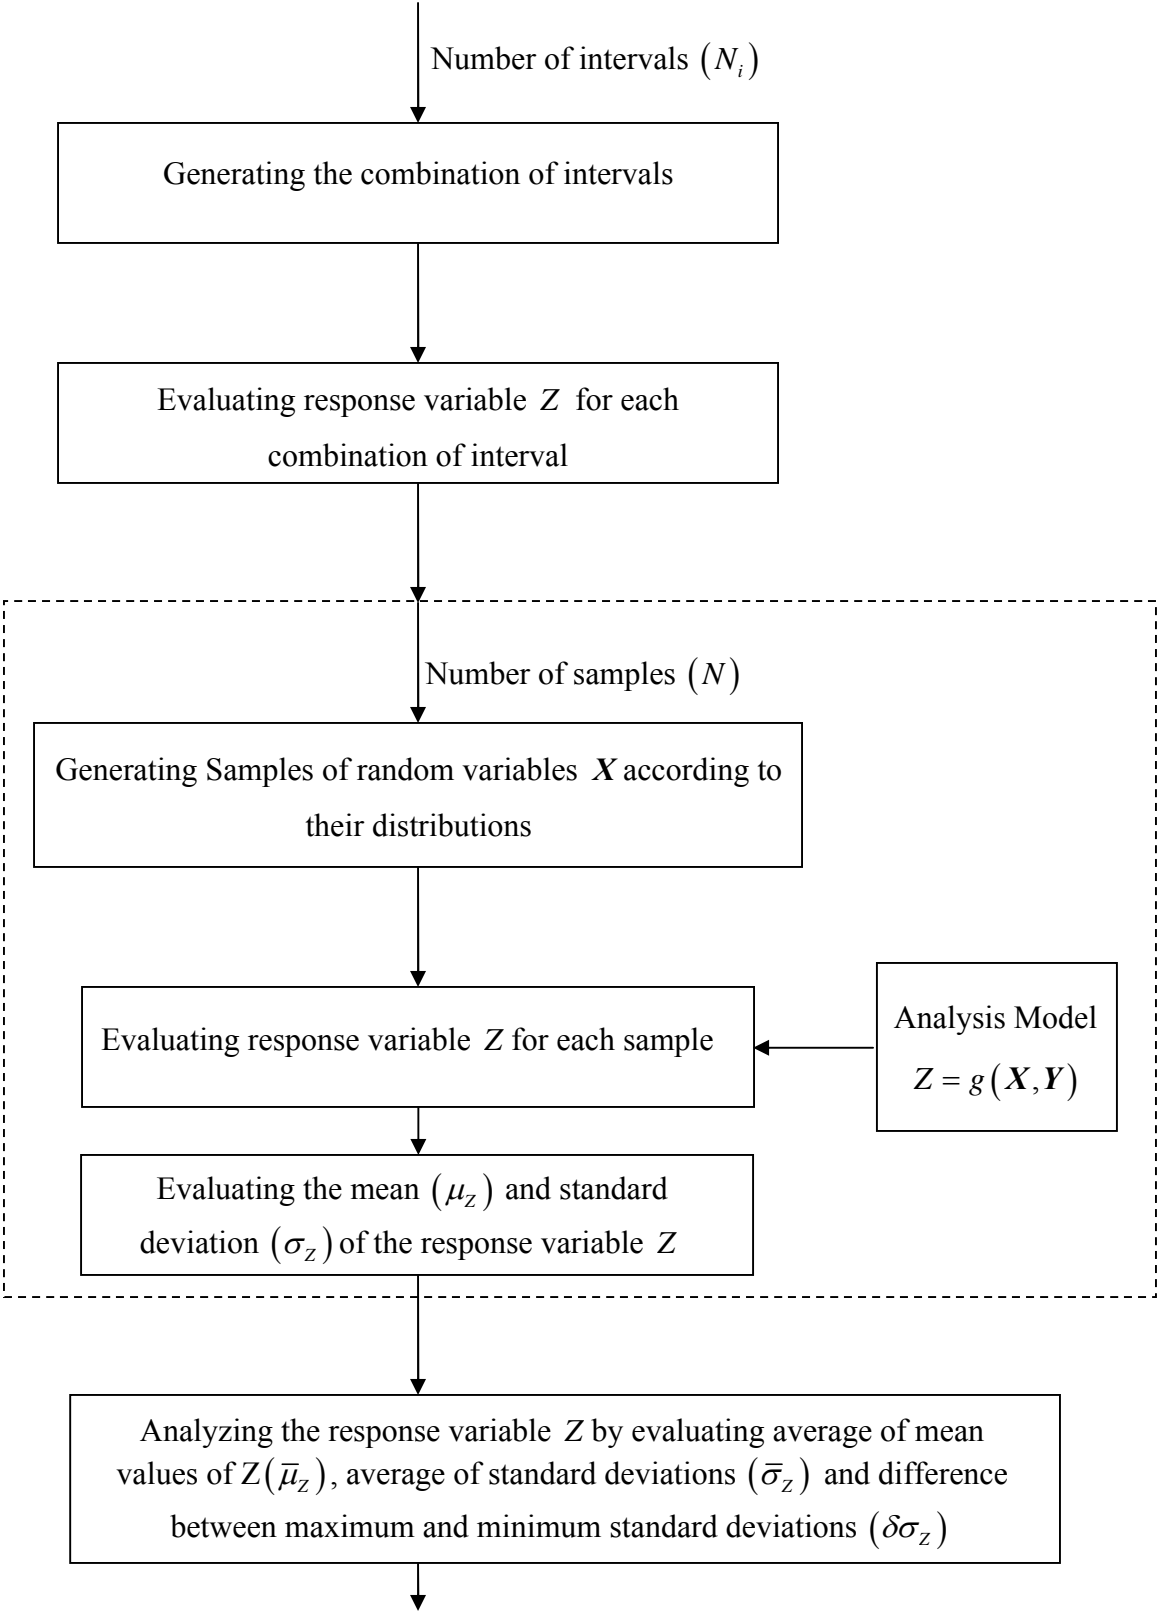 Number of intervals (Nᵢ)
Generating the combination of intervals
Evaluating response variable Z for each
combination of interval
Number of samples (N)
Generating Samples of random variables X according to
their distributions
Evaluating response variable Z for each sample
Analysis Model
Z = g(X,Y)
Evaluating the mean (μ_Z) and standard
deviation (σ_Z) of the response variable Z
Analyzing the response variable Z by evaluating average of mean
values of Z(μ̅_Z), average of standard deviations (σ̅_Z) and difference
between maximum and minimum standard deviations (δσ_Z)